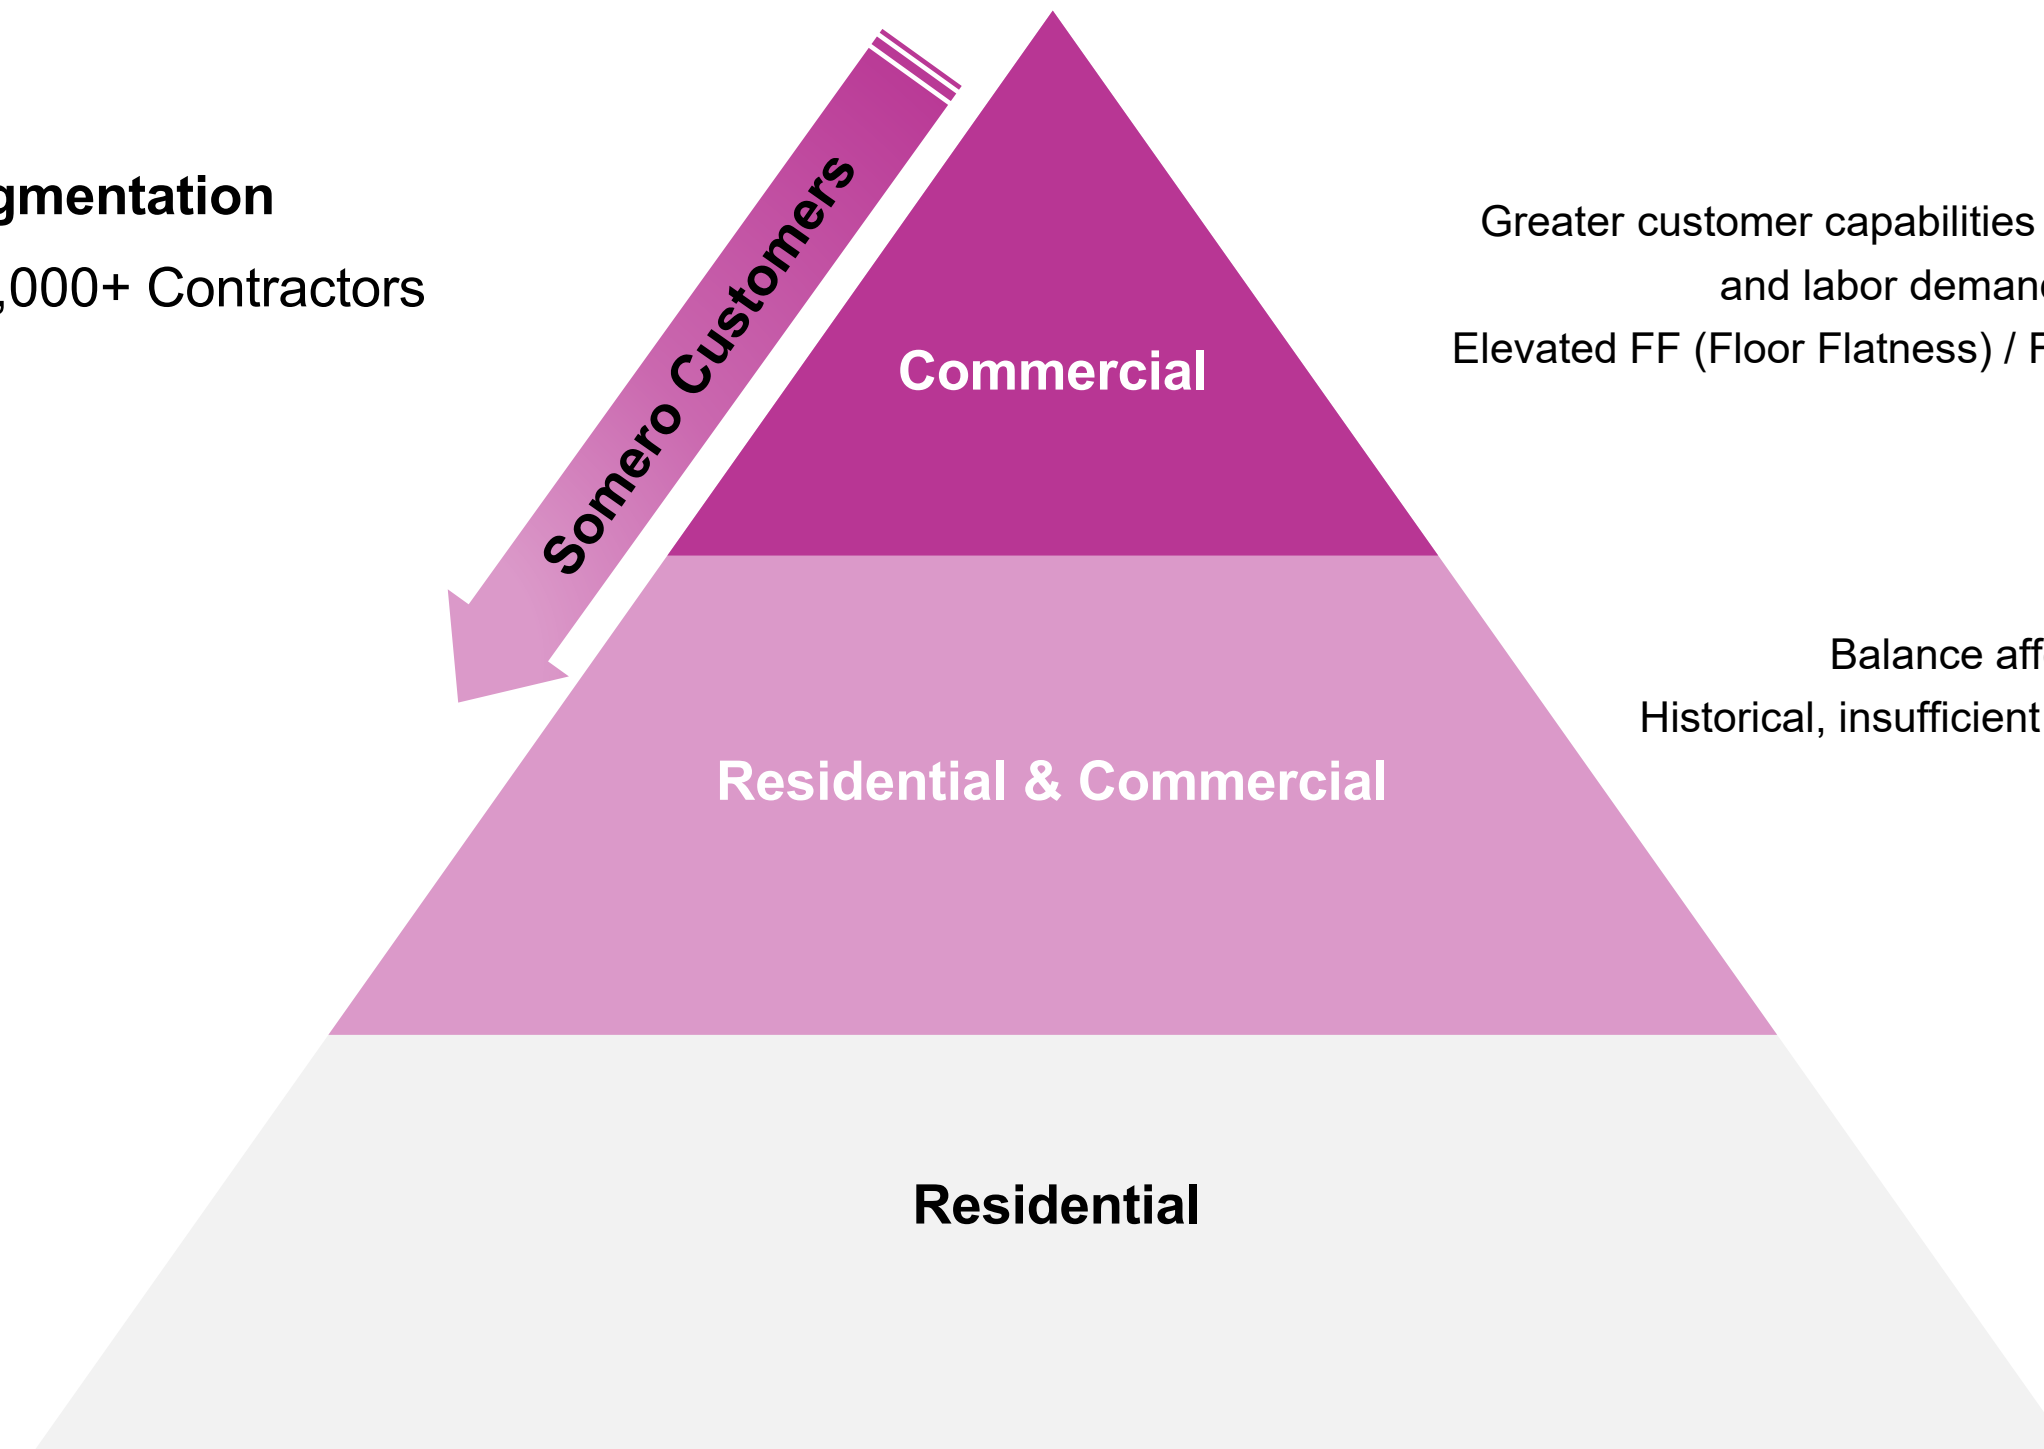 gmentation
,000+ Contractors
Somero Customers
Greater customer capabilities
and labor deman
Elevated FF (Floor Flatness) /
Commercial
Balance aff
Historical, insufficient
Residential & Commercial
Residential